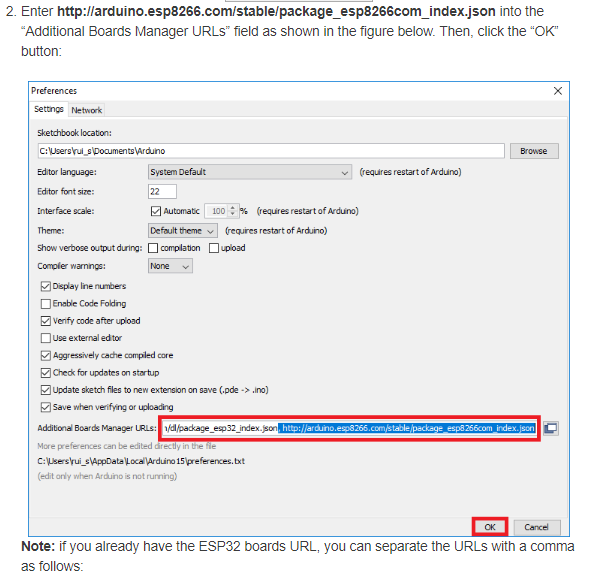 2. Enter http://arduino.esp8266.com/stable/package_esp8266com_index.json into the
“Additional Boards Manager URLs” field as shown in the figure below. Then, click the “OK”
button:
Preferences
Settings Network
Sketchbook location:
C:\Users\rui_s\Documents\Arduino Browse
Editor language: System Default (requires restart of Arduino)
Editor font size: 22
Interface scale: Automatic 100 % (requires restart of Arduino)
Theme: Default theme (requires restart of Arduino)
Show verbose output during: compilation upload
Compiler warnings: None
Display line numbers
Enable Code Folding
Verify code after upload
Use external editor
Aggressively cache compiled core
Check for updates on startup
Update sketch files to new extension on save (.pde -> .ino)
Save when verifying or uploading
Additional Boards Manager URLs: /dl/package_esp32_index.json, http://arduino.esp8266.com/stable/package_esp8266com_index.json
More preferences can be edited directly in the file
C:\Users\rui_s\AppData\Local\Arduino15\preferences.txt
(edit only when Arduino is not running)
OK Cancel
Note: if you already have the ESP32 boards URL, you can separate the URLs with a comma
as follows: